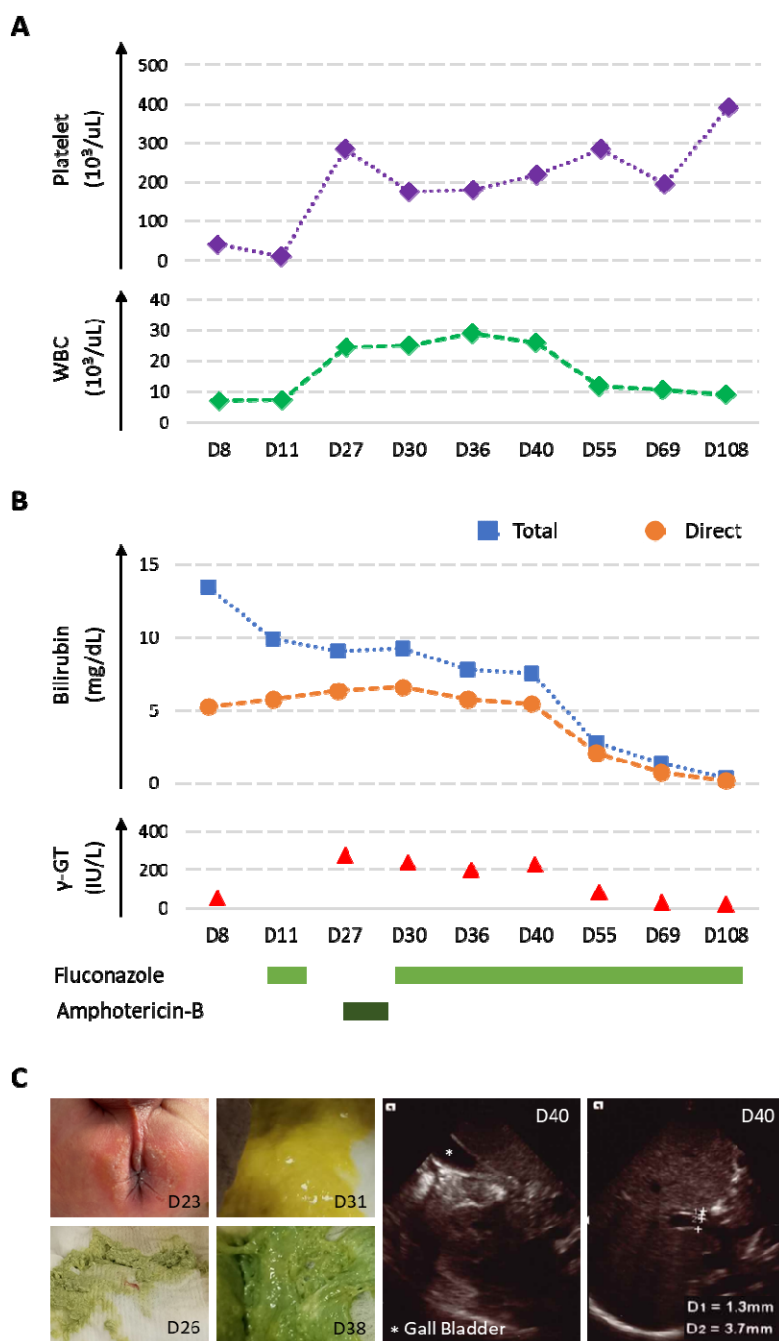 A
Platelet
(10³/uL)
500
400
300
200
100
0
WBC
(10³/uL)
40
30
20
10
0
D8 D11 D27 D30 D36 D40 D55 D69 D108
B
Total Direct
Bilirubin
(mg/dL)
15
10
5
0
γ-GT
(IU/L)
400
200
0
D8 D11 D27 D30 D36 D40 D55 D69 D108
Fluconazole
Amphotericin-B
C
D23
D31
D26
D38
D40
*
* Gall Bladder
D40
D1 = 1.3mm
D2 = 3.7mm